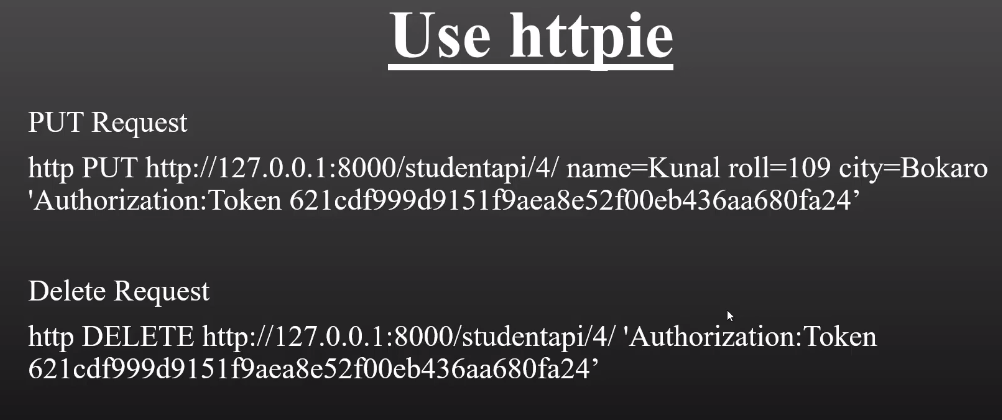 Use httpie
PUT Request
http PUT http://127.0.0.1:8000/studentapi/4/ name=Kunal roll=109 city=Bokaro
'Authorization:Token 621cdf999d9151f9aea8e52f00eb436aa680fa24’
Delete Request
http DELETE http://127.0.0.1:8000/studentapi/4/ 'Authorization:Token
621cdf999d9151f9aea8e52f00eb436aa680fa24’